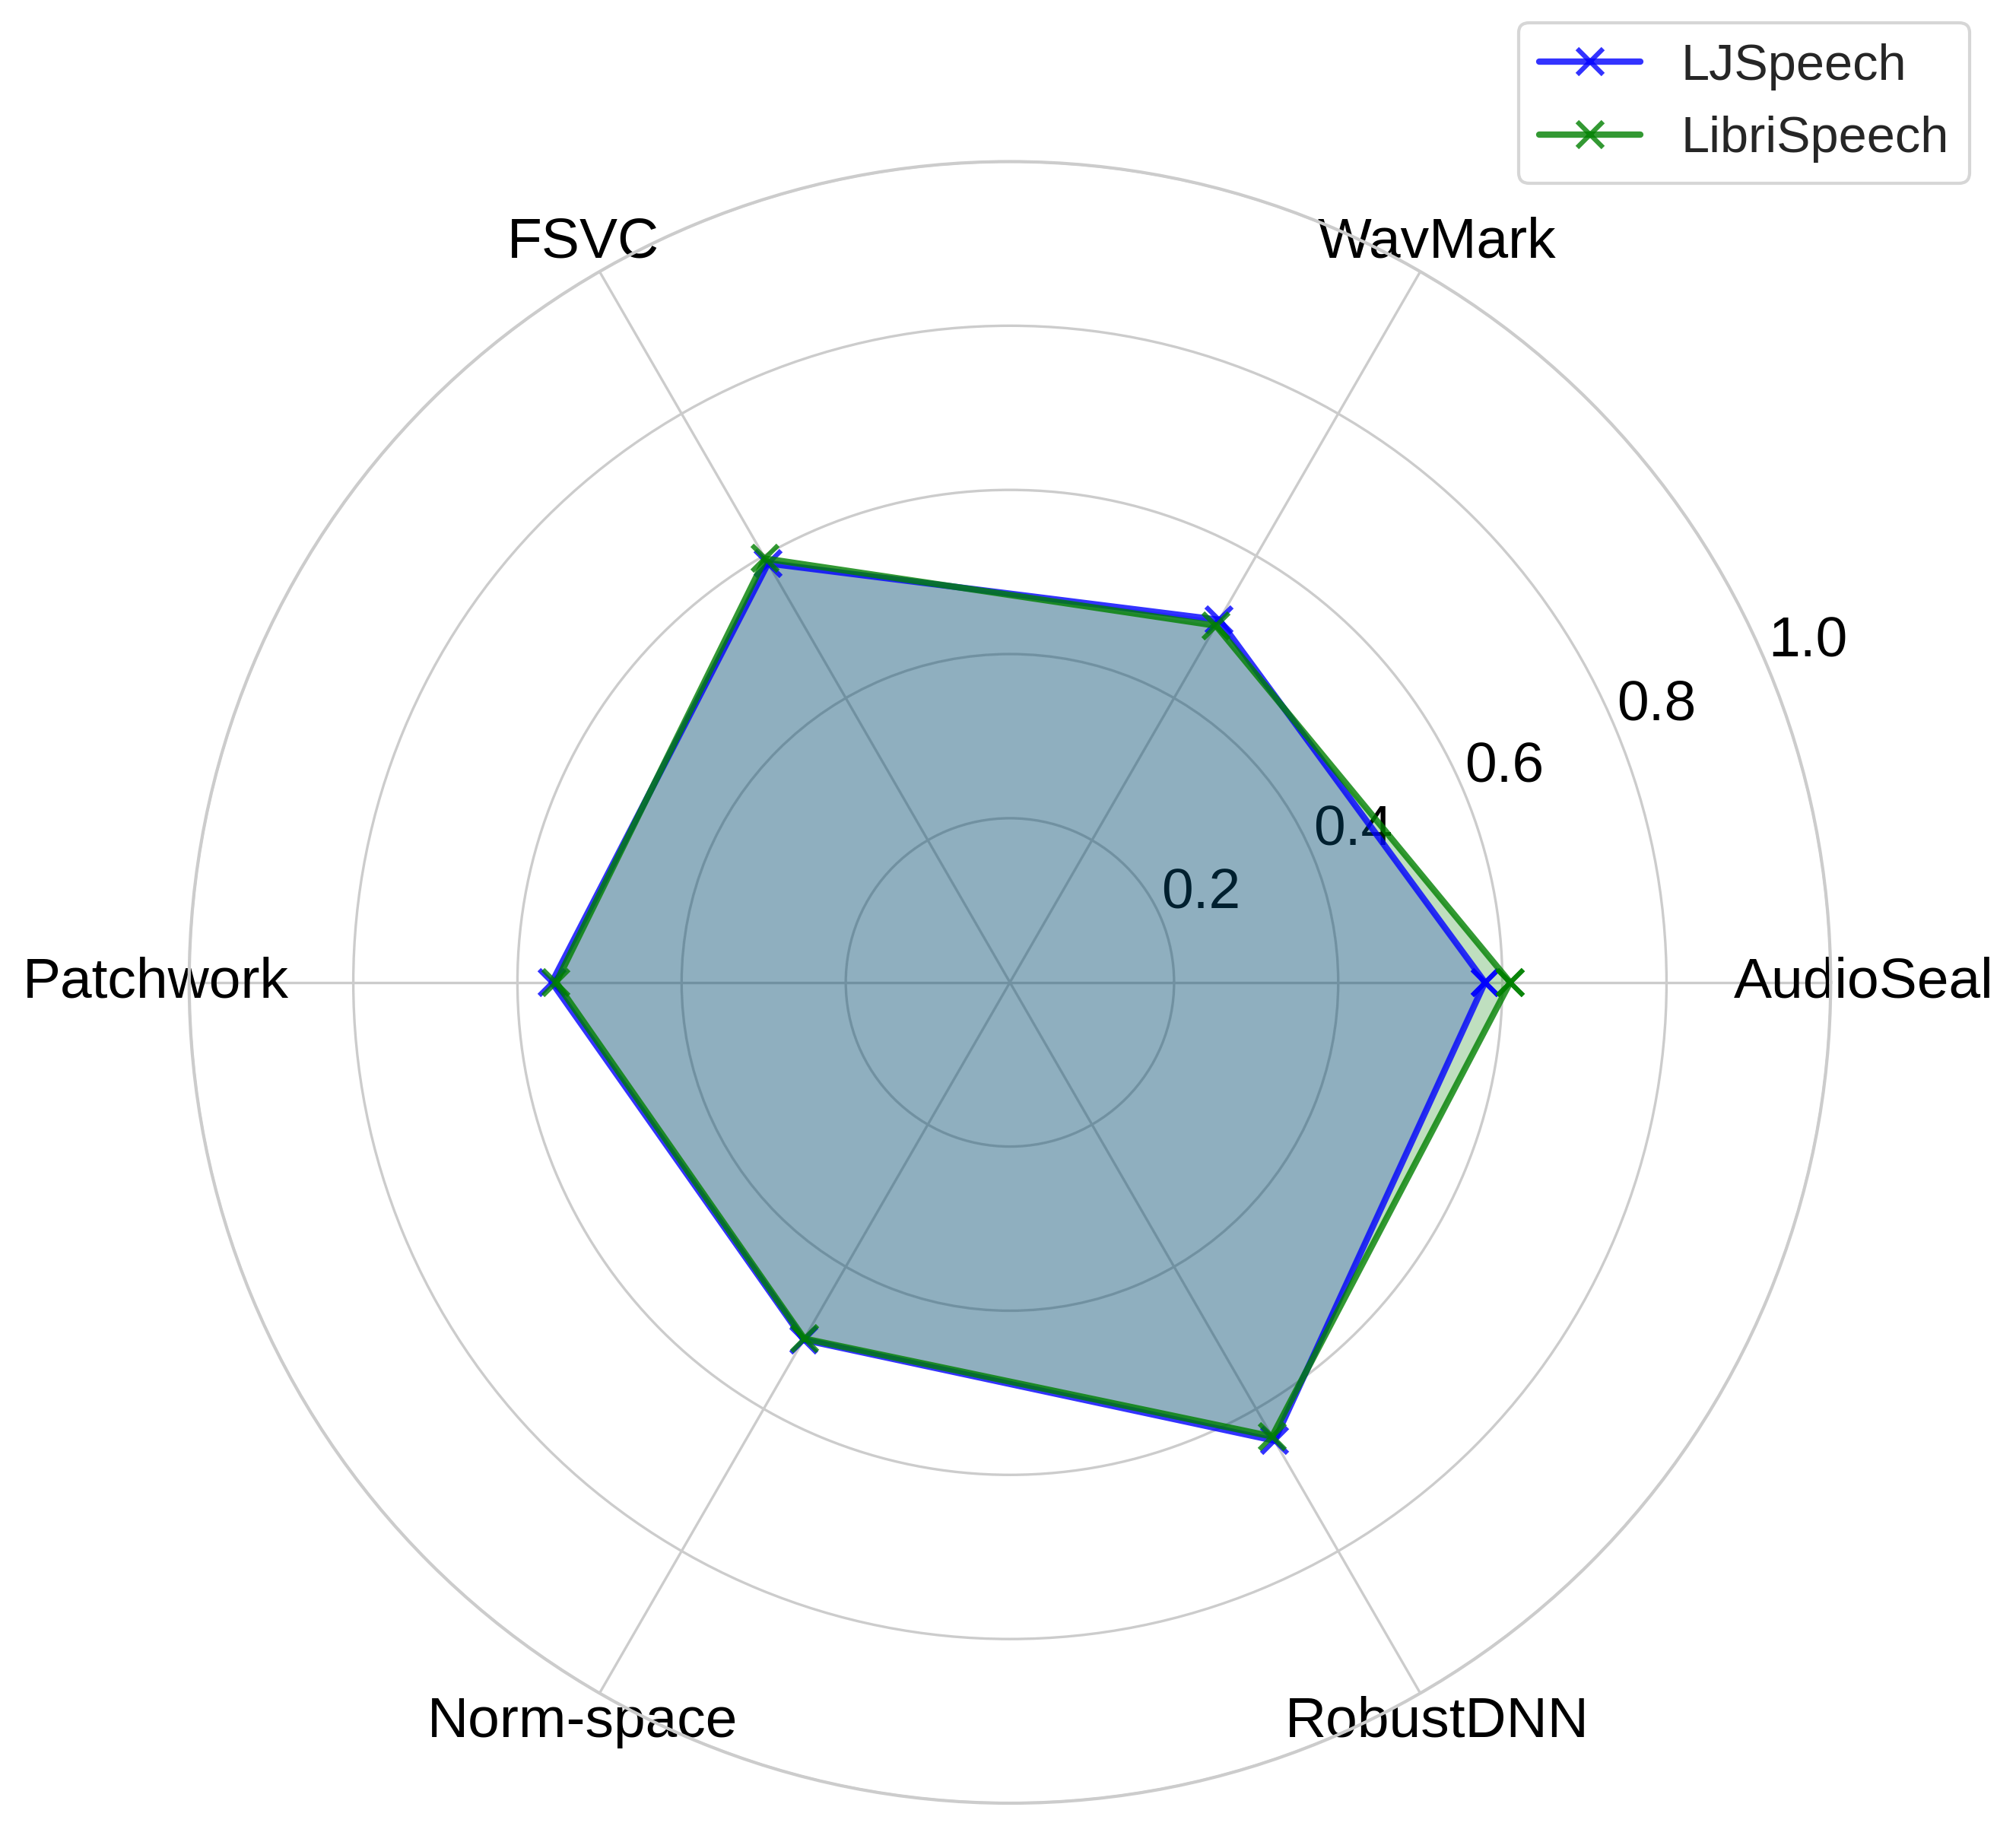 LJSpeech
LibriSpeech
FSVC
WavMark
1.0
0.8
0.6
0.4
0.2
Patchwork
AudioSeal
Norm-space
RobustDNN